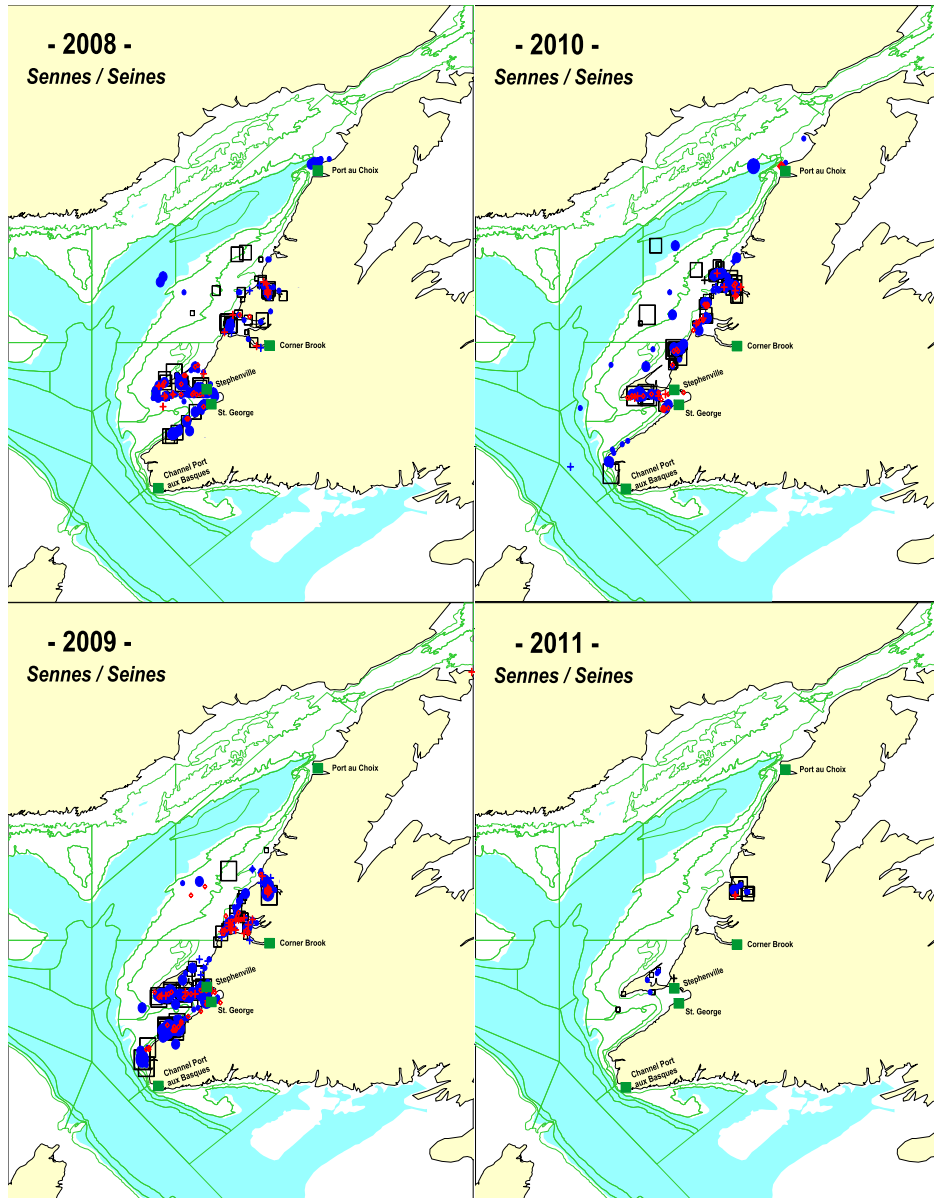 - 2008 -
Sennes / Seines
Port au Choix
Corner Brook
Stephenville
St. George
Channel Port
aux Basques
- 2010 -
Sennes / Seines
Port au Choix
Corner Brook
Stephenville
St. George
Channel Port
aux Basques
- 2009 -
Sennes / Seines
Port au Choix
Corner Brook
Stephenville
St. George
Channel Port
aux Basques
- 2011 -
Sennes / Seines
Port au Choix
Corner Brook
Stephenville
St. George
Channel Port
aux Basques